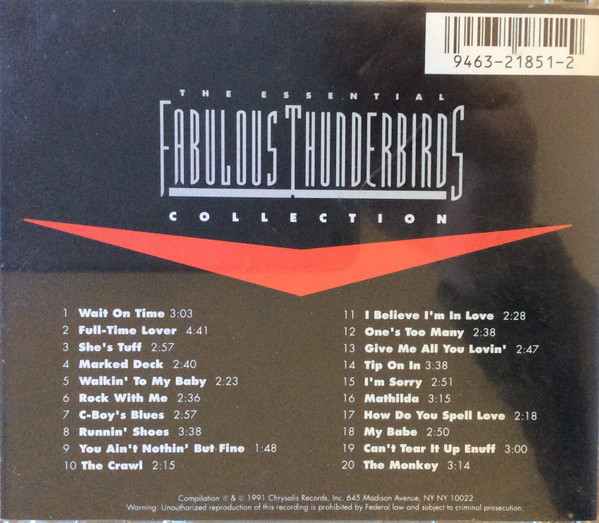 9463-21851-2
THE ESSENTIAL
FABULOUS THUNDERBIRDS
COLLECTION
1 Wait On Time 3:03
2 Full-Time Lover 4:41
3 She's Tuff 2:57
4 Marked Deck 2:40
5 Walkin' To My Baby 2:23
6 Rock With Me 2:36
7 C-Boy's Blues 2:57
8 Runnin' Shoes 3:38
9 You Ain't Nothin' But Fine 1:48
10 The Crawl 2:15
11 I Believe I'm In Love 2:28
12 One's Too Many 2:38
13 Give Me All You Lovin' 2:47
14 Tip On In 3:38
15 I'm Sorry 2:51
16 Mathilda 3:15
17 How Do You Spell Love 2:18
18 My Babe 2:50
19 Can't Tear It Up Enuff 3:00
20 The Monkey 3:14
Compilation ℗ & © 1991 Chrysalis Records, Inc. 645 Madison Avenue, NY NY 10022
Warning: Unauthorized reproduction of this recording is prohibited by Federal law and subject to criminal prosecution.